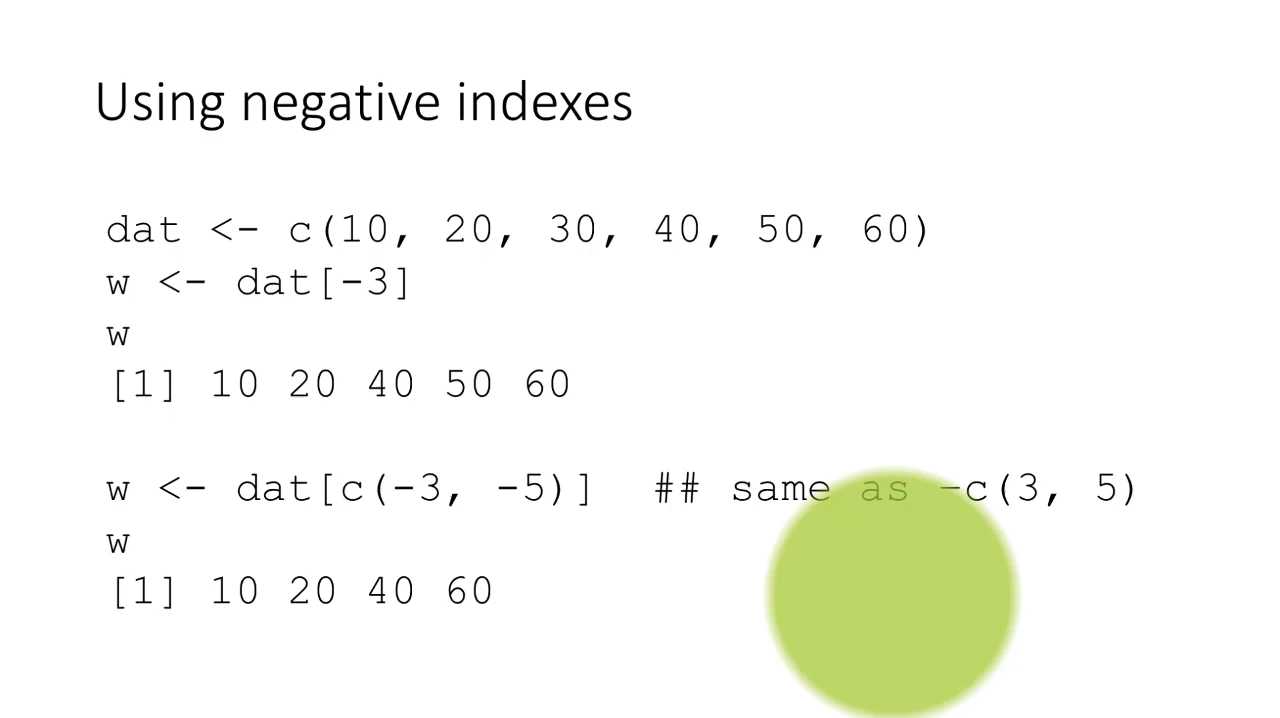 Using negative indexes
dat <- c(10, 20, 30, 40, 50, 60)
w <- dat[-3]
w
[1] 10 20 40 50 60
w <- dat[c(-3, -5)]  ## same as -c(3, 5)
w
[1] 10 20 40 60